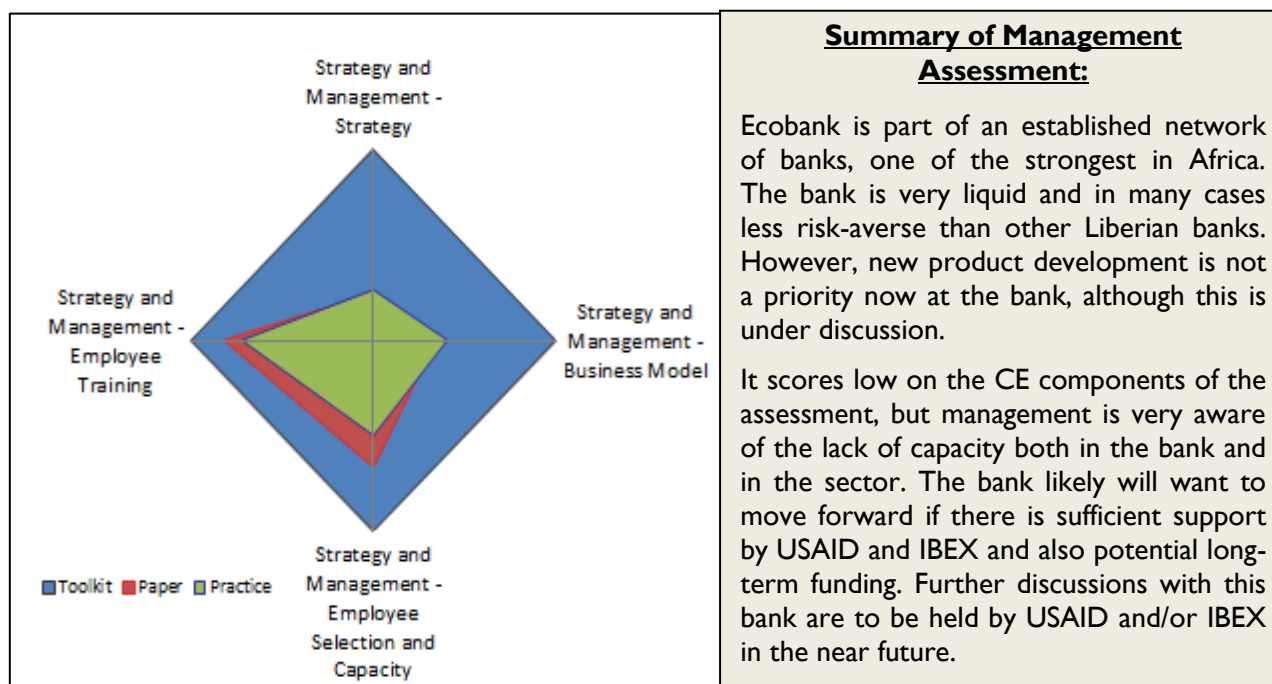 Strategy and
Management -
Strategy
Strategy and
Management -
Employee
Training
Strategy and
Management -
Business Model
Strategy and
Management -
Employee
Selection and
Capacity
Toolkit Paper Practice
Summary of Management
Assessment:
Ecobank is part of an established network
of banks, one of the strongest in Africa.
The bank is very liquid and in many cases
less risk-averse than other Liberian banks.
However, new product development is not
a priority now at the bank, although this is
under discussion.
It scores low on the CE components of the
assessment, but management is very aware
of the lack of capacity both in the bank and
in the sector. The bank likely will want to
move forward if there is sufficient support
by USAID and IBEX and also potential long-
term funding. Further discussions with this
bank are to be held by USAID and/or IBEX
in the near future.